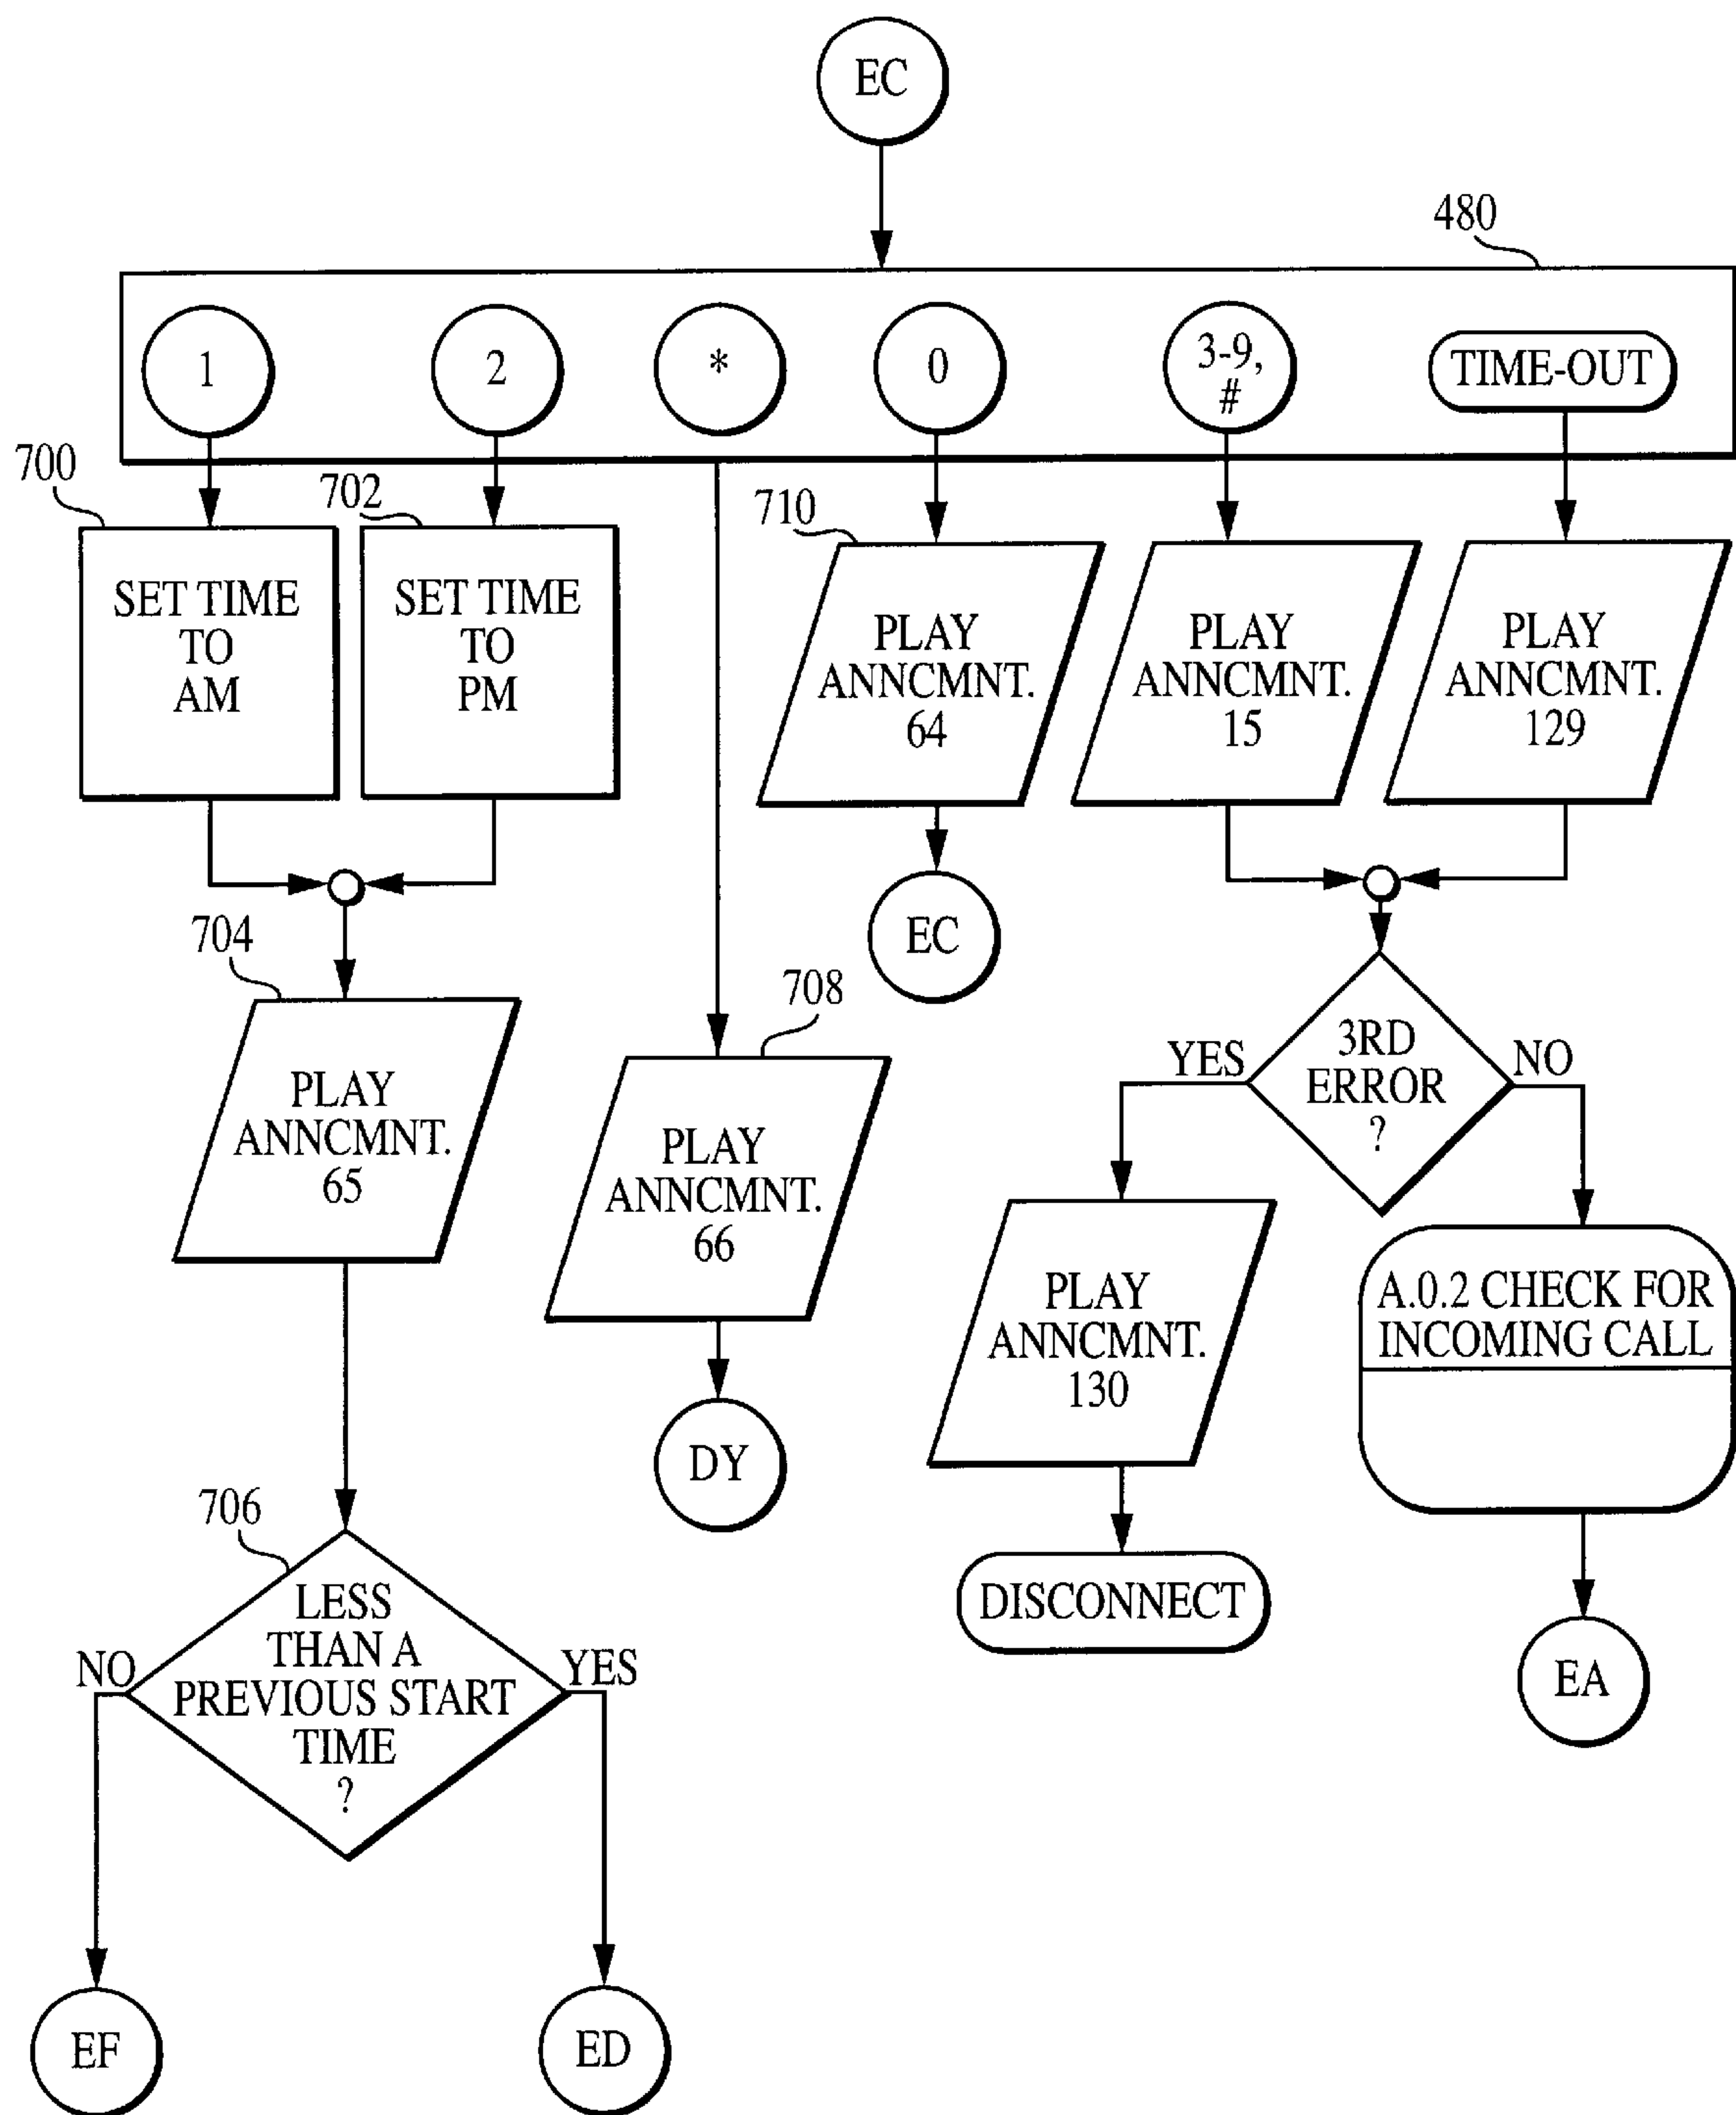 EC
480
1
2
*
0
3-9,
#
TIME-OUT
700
702
710
SET TIME
TO
AM
SET TIME
TO
PM
PLAY
ANNCMNT.
64
PLAY
ANNCMNT.
15
PLAY
ANNCMNT.
129
EC
704
PLAY
ANNCMNT.
65
708
PLAY
ANNCMNT.
66
DY
3RD
ERROR
?
YES
NO
PLAY
ANNCMNT.
130
DISCONNECT
A.0.2 CHECK FOR
INCOMING CALL
EA
706
LESS
THAN A
PREVIOUS START
TIME
?
NO
YES
EF
ED